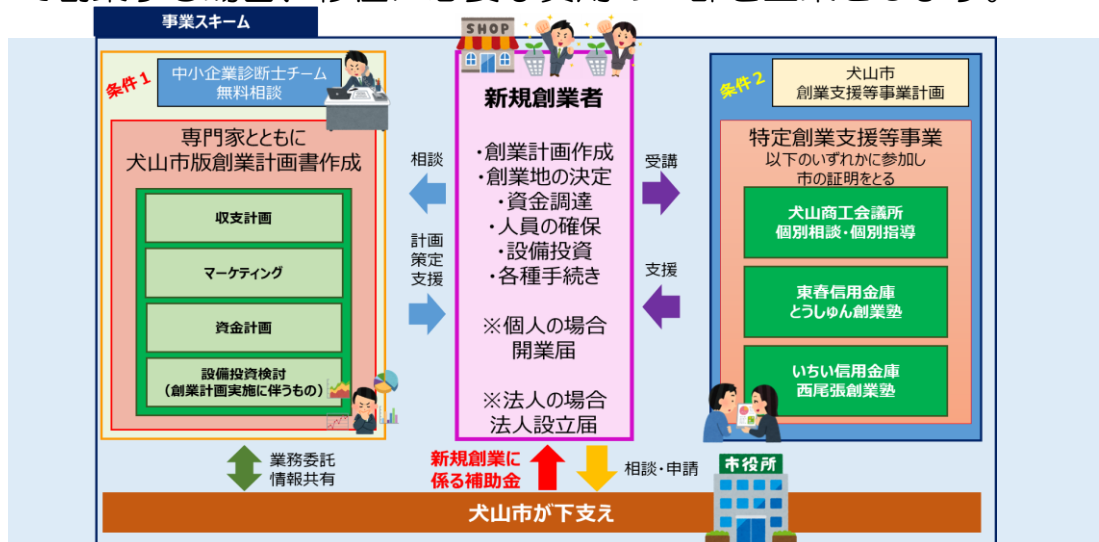 事業スキーム
条件1
中小企業診断士チーム
無料相談
専門家とともに
犬山市版創業計画書作成
収支計画
マーケティング
資金計画
設備投資検討
(創業計画実施に伴うもの)
相談
計画
策定
支援
SHOP
新規創業者
・創業計画作成
・創業地の決定
・資金調達
・人員の確保
・設備投資
・各種手続き
※個人の場合
開業届
※法人の場合
法人設立届
受講
支援
条件2
犬山市
創業支援等事業計画
特定創業支援等事業
以下のいずれかに参加し
市の証明をとる
犬山商工会議所
個別相談・個別指導
東春信用金庫
とうしゅん創業塾
いちい信用金庫
西尾張創業塾
業務委託
情報共有
新規創業に
係る補助金
相談・申請
市役所
犬山市が下支え